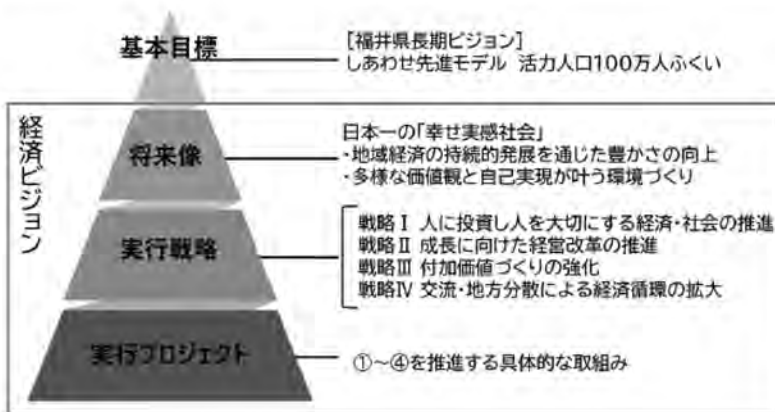 基本目標
[福井県長期ビジョン]
しあわせ先進モデル 活力人口100万人ふくい
経済ビジョン
将来像
日本一の「幸せ実感社会」
・地域経済の持続的発展を通じた豊かさの向上
・多様な価値観と自己実現が叶う環境づくり
実行戦略
戦略Ⅰ 人に投資し人を大切にする経済・社会の推進
戦略Ⅱ 成長に向けた経営改革の推進
戦略Ⅲ 付加価値づくりの強化
戦略Ⅳ 交流・地方分散による経済循環の拡大
実行プロジェクト
①～④を推進する具体的な取組み